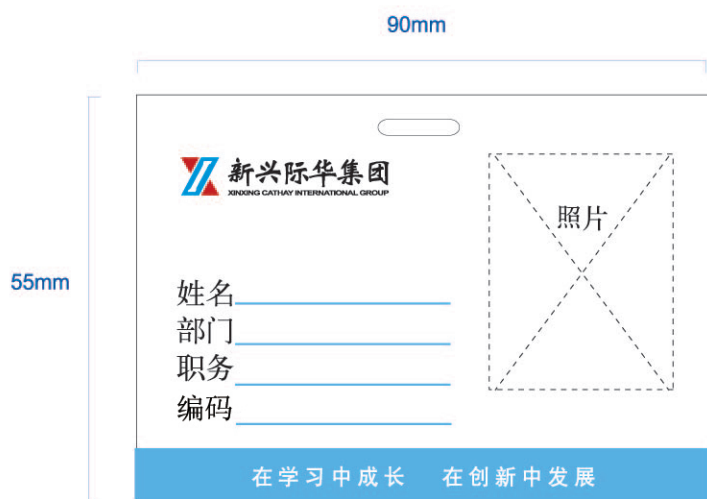 90mm
新兴际华集团
XINXING CATHAY INTERNATIONAL GROUP
照片
55mm
姓名
部门
职务
编码
在学习中成长 在创新中发展